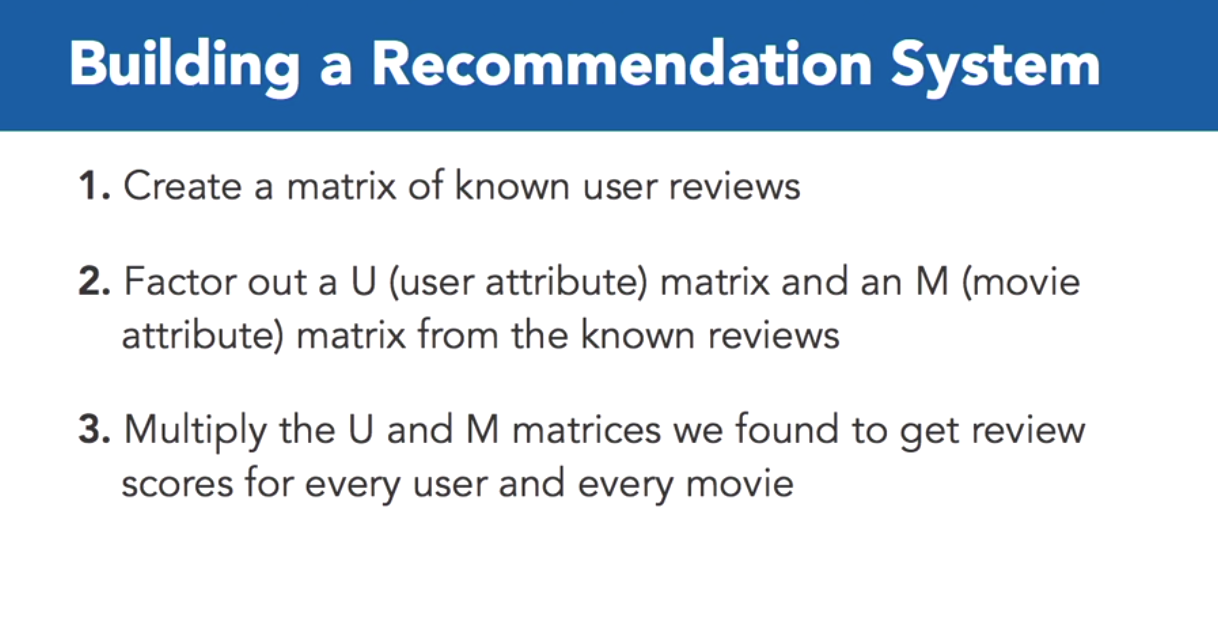 Building a Recommendation System
1. Create a matrix of known user reviews
2. Factor out a U (user attribute) matrix and an M (movie
attribute) matrix from the known reviews
3. Multiply the U and M matrices we found to get review
scores for every user and every movie